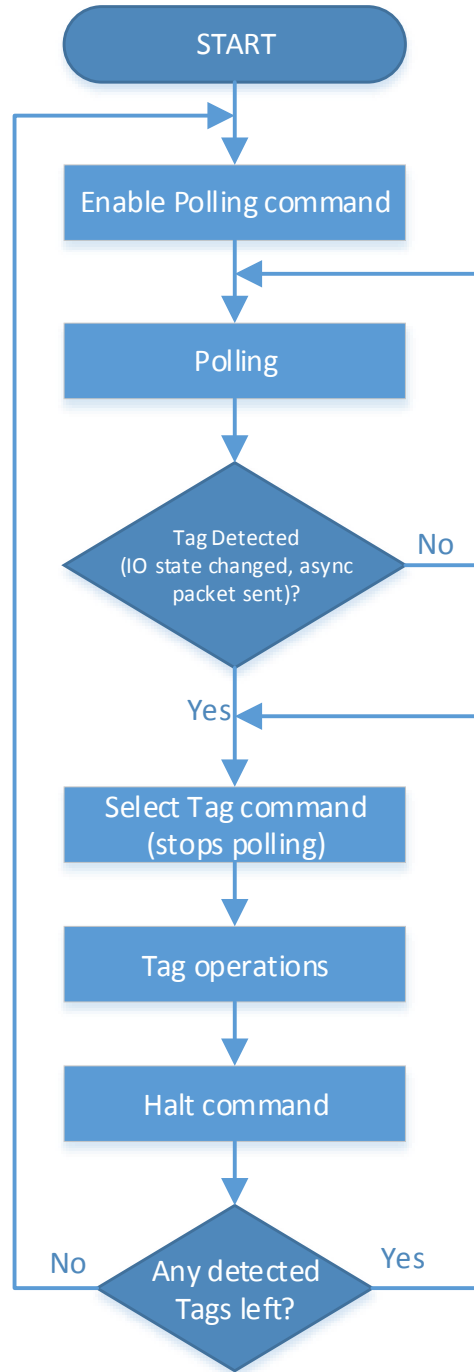 START
Enable Polling command
Polling
Tag Detected
(IO state changed, async
packet sent)?
No
Yes
Select Tag command
(stops polling)
Tag operations
Halt command
No
Any detected
Tags left?
Yes